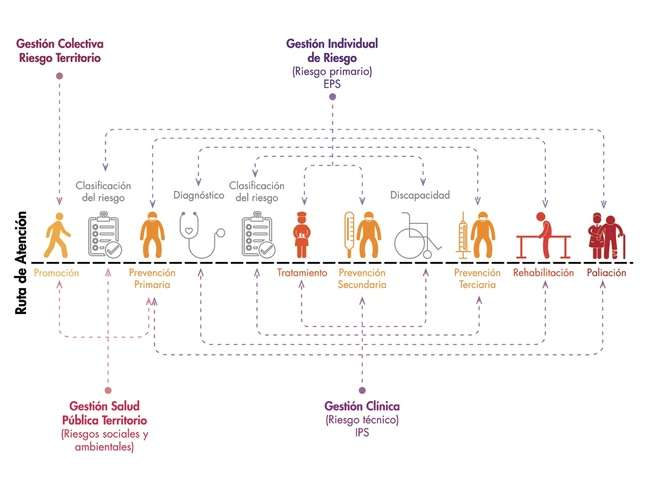 Gestión Colectiva
Riesgo Territorio
Gestión Individual
de Riesgo
(Riesgo primario)
EPS
Ruta de Atención
Clasificación
del riesgo
Diagnóstico
Clasificación
del riesgo
Discapacidad
Promoción
Prevención
Primaria
Tratamiento
Prevención
Secundaria
Prevención
Terciaria
Rehabilitación
Paliación
Gestión Salud
Pública Territorio
(Riesgos sociales y
ambientales)
Gestión Clínica
(Riesgo técnico)
IPS